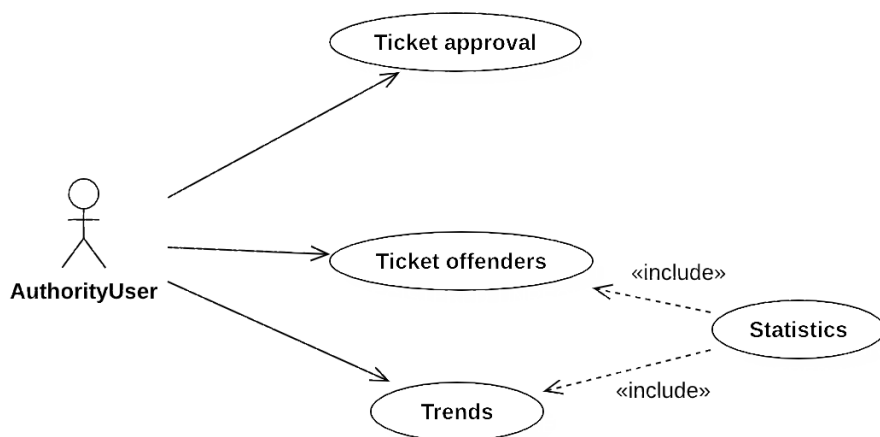 Ticket approval
AuthorityUser
Ticket offenders
«include»
Statistics
«include»
Trends